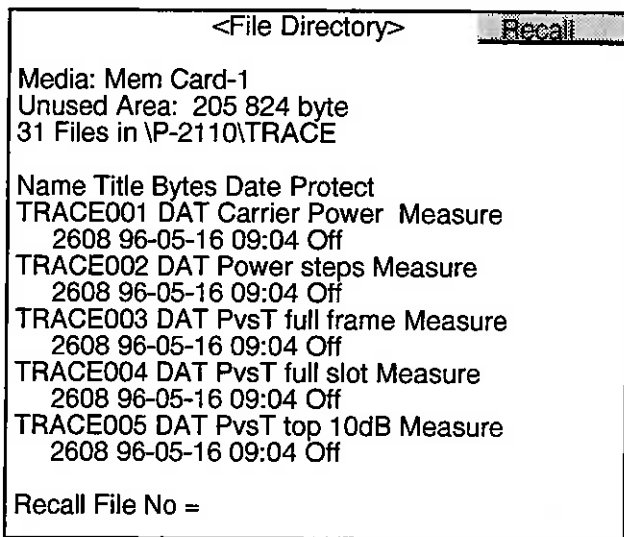 <File Directory> Recall
Media: Mem Card-1
Unused Area: 205 824 byte
31 Files in \P-2110\TRACE
Name Title Bytes Date Protect
TRACE001 DAT Carrier Power Measure
2608 96-05-16 09:04 Off
TRACE002 DAT Power steps Measure
2608 96-05-16 09:04 Off
TRACE003 DAT PvsT full frame Measure
2608 96-05-16 09:04 Off
TRACE004 DAT PvsT full slot Measure
2608 96-05-16 09:04 Off
TRACE005 DAT PvsT top 10dB Measure
2608 96-05-16 09:04 Off
Recall File No =